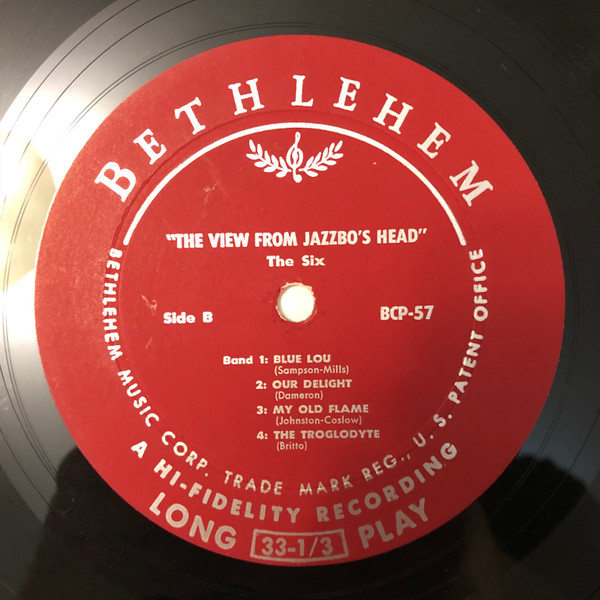 BETHLEHEM
"THE VIEW FROM JAZZBO'S HEAD"
The Six
Side B
BCP-57
Band 1: BLUE LOU
(Sampson-Mills)
2: OUR DELIGHT
(Dameron)
3: MY OLD FLAME
(Johnston-Coslow)
4: THE TROGLODYTE
(Britto)
BETHLEHEM MUSIC CORP. TRADE MARK REG., U. S. PATENT OFFICE
A HI-FIDELITY RECORDING
LONG 33-1/3 PLAY